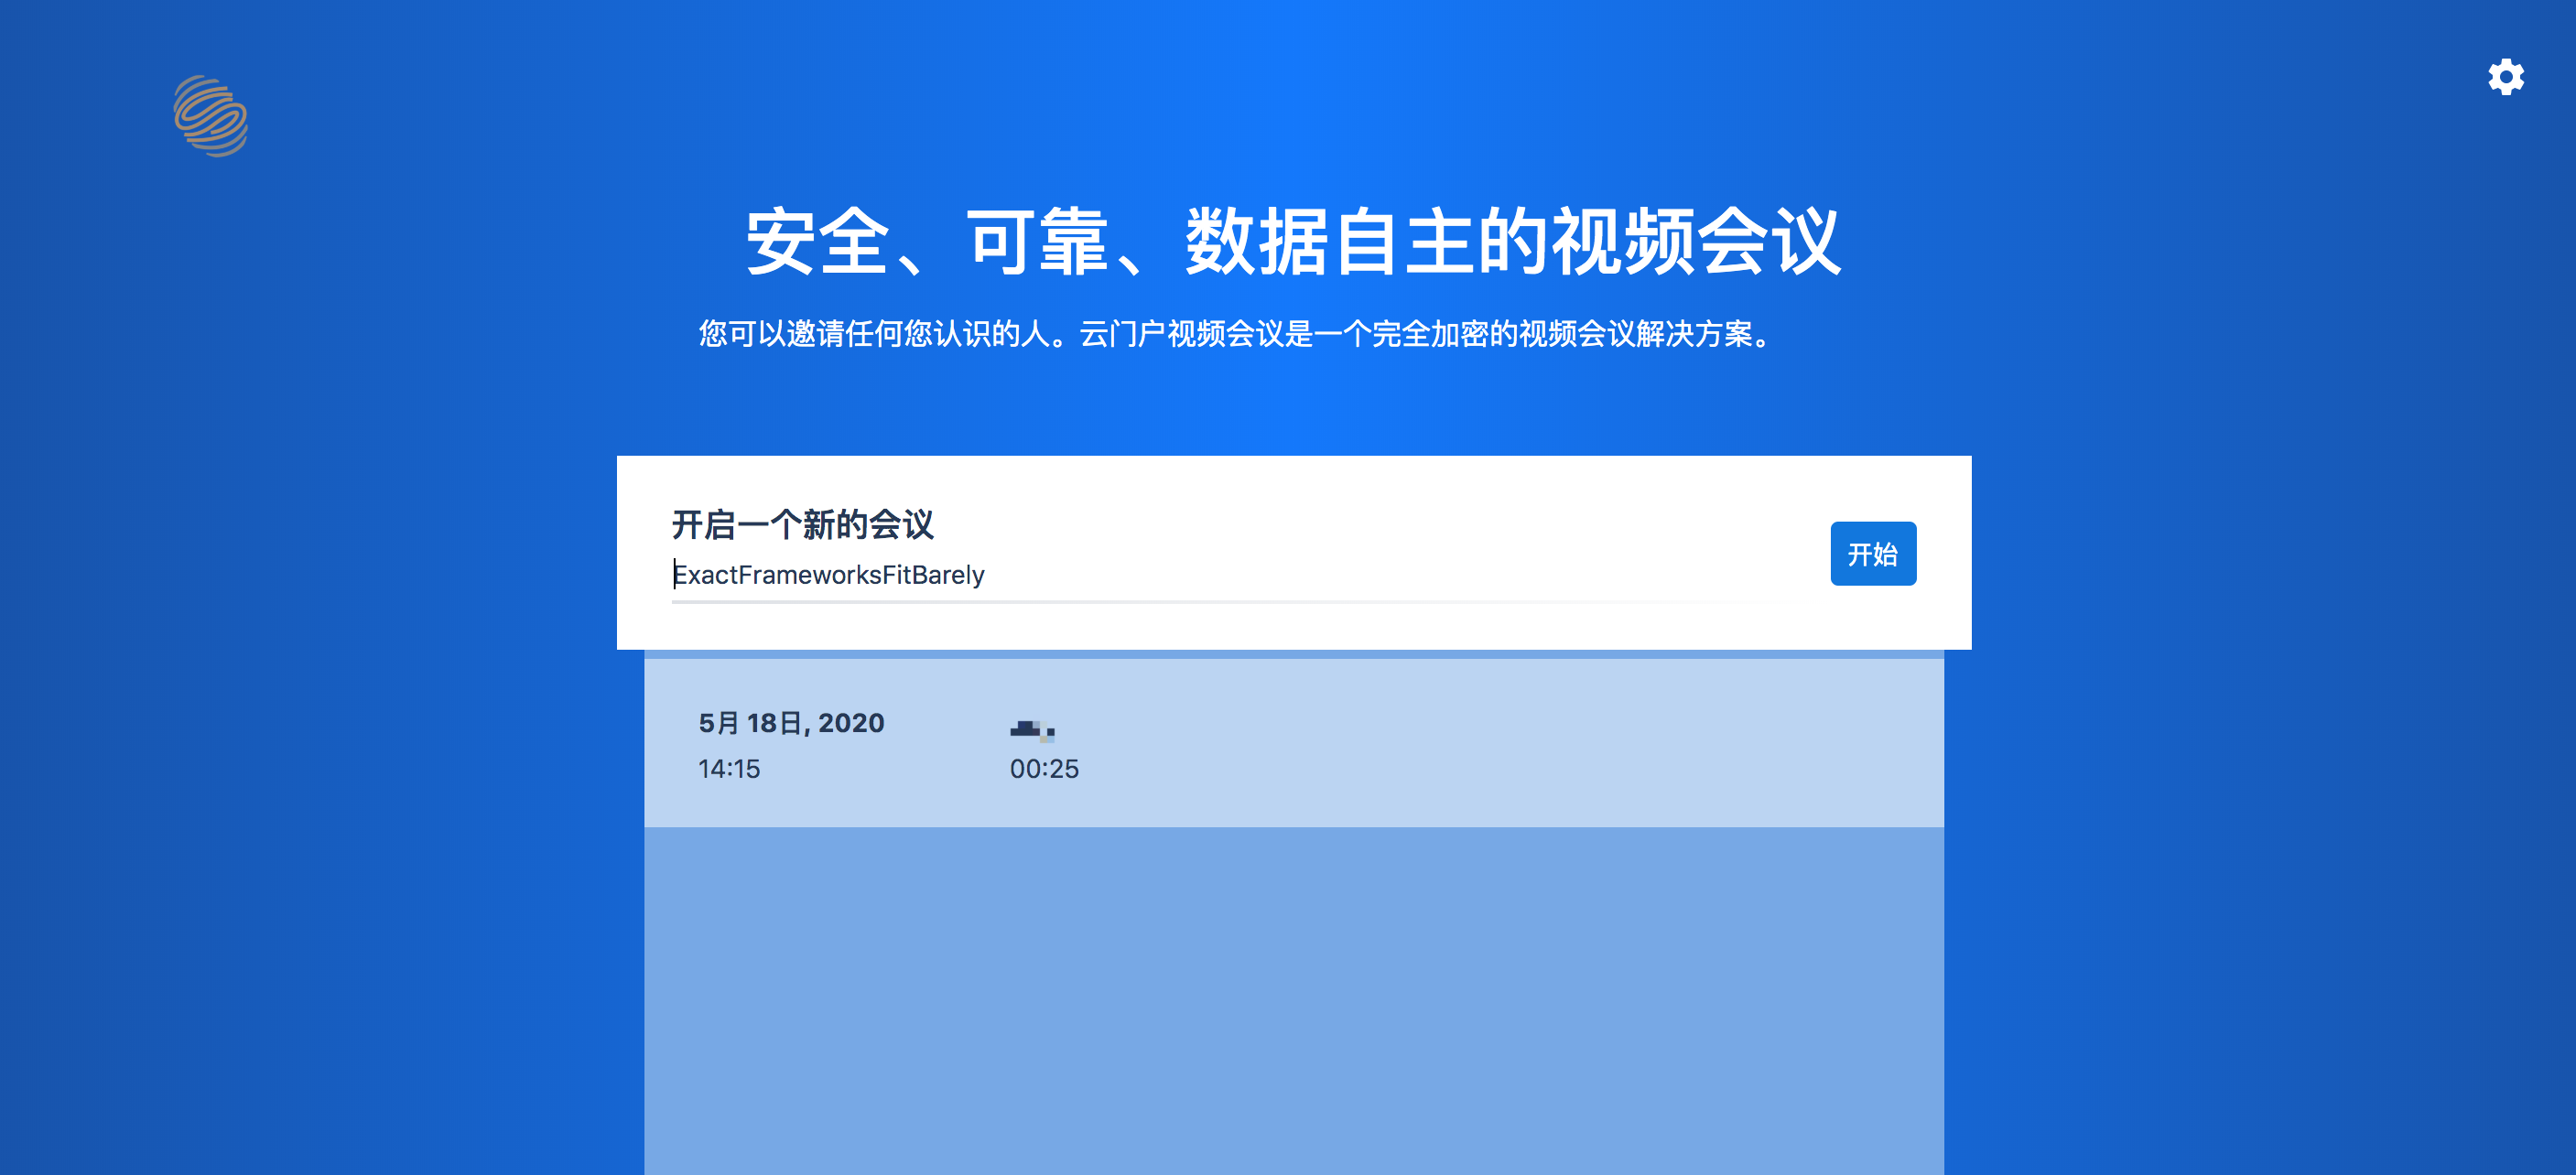 安全、可靠、数据自主的视频会议
您可以邀请任何您认识的人。云门户视频会议是一个完全加密的视频会议解决方案。
开启一个新的会议
ExactFrameworksFitBarely
开始
5月 18日, 2020
14:15
00:25